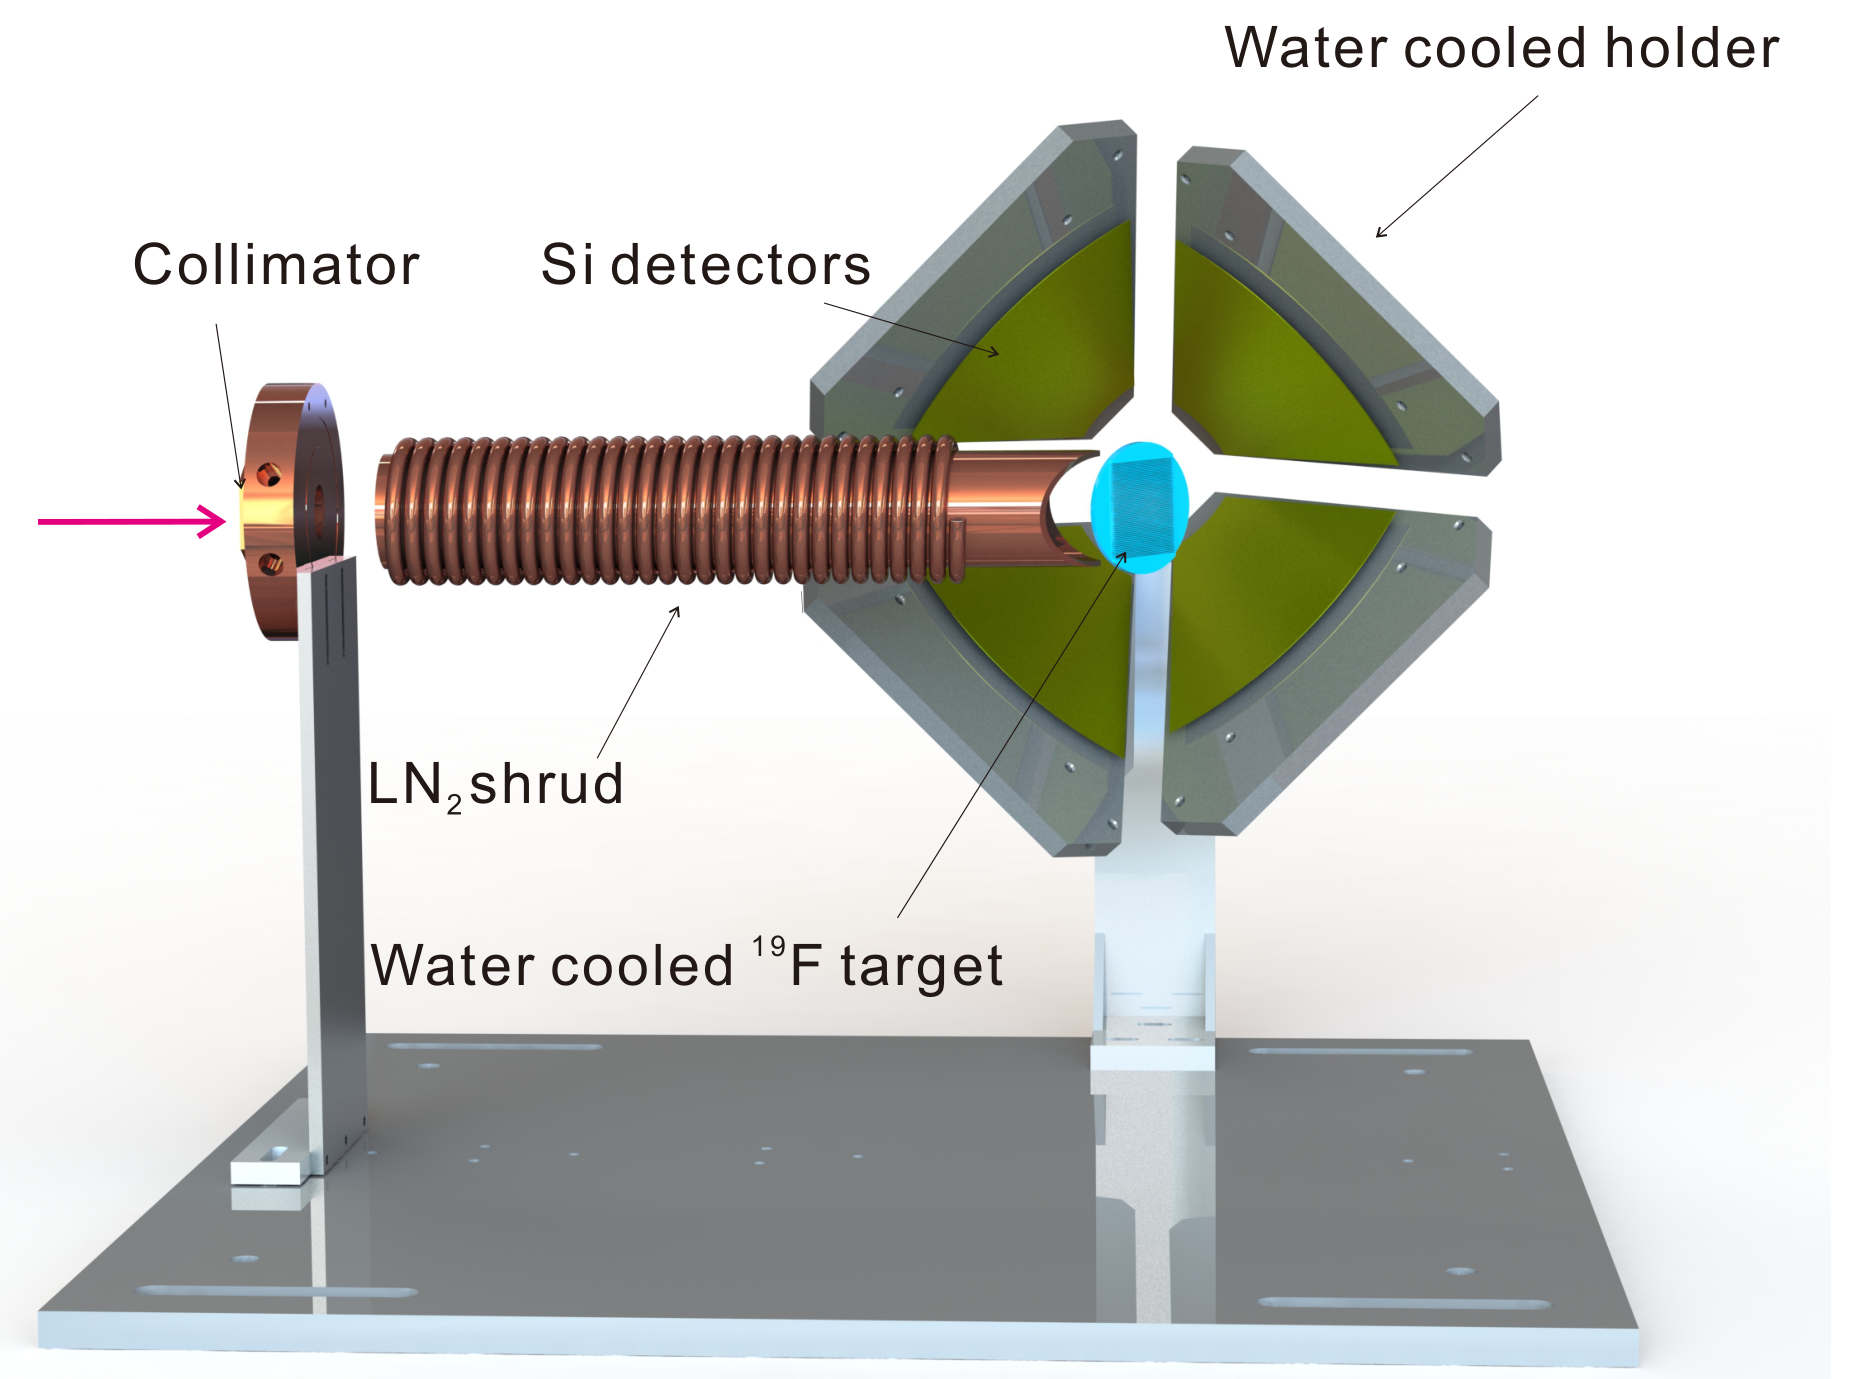 Water cooled holder
Collimator
Si detectors
LN₂ shrud
Water cooled ¹⁹F target